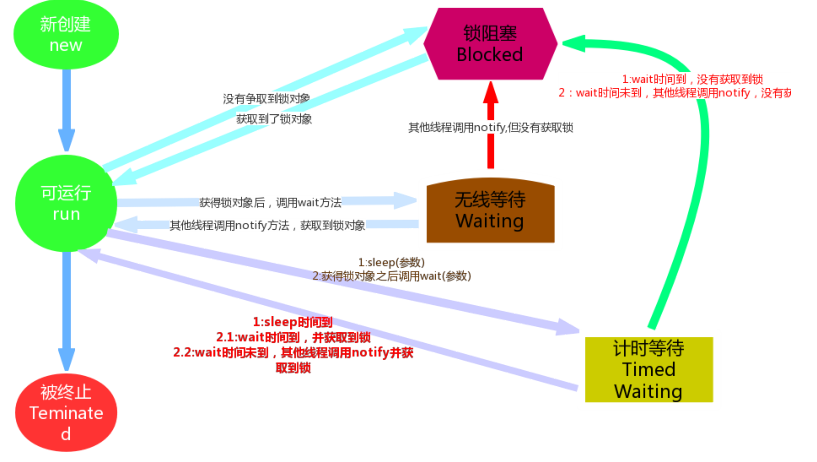 新创建
new
锁阻塞
Blocked
1:wait时间到，没有获取到锁
2：wait时间未到，其他线程调用notify，没有
没有争取到锁对象
获取到了锁对象
其他线程调用notify,但没有获取锁
可运行
run
获得锁对象后，调用wait方法
其他线程调用notify方法，获取到锁对象
无线等待
Waiting
1:sleep(参数)
2:获得锁对象之后调用wait(参数)
1:sleep时间到
2.1:wait时间到，并获取到锁
2.2:wait时间未到，其他线程调用notify并获
取到锁
计时等待
Timed
Waiting
被终止
Teminate
d